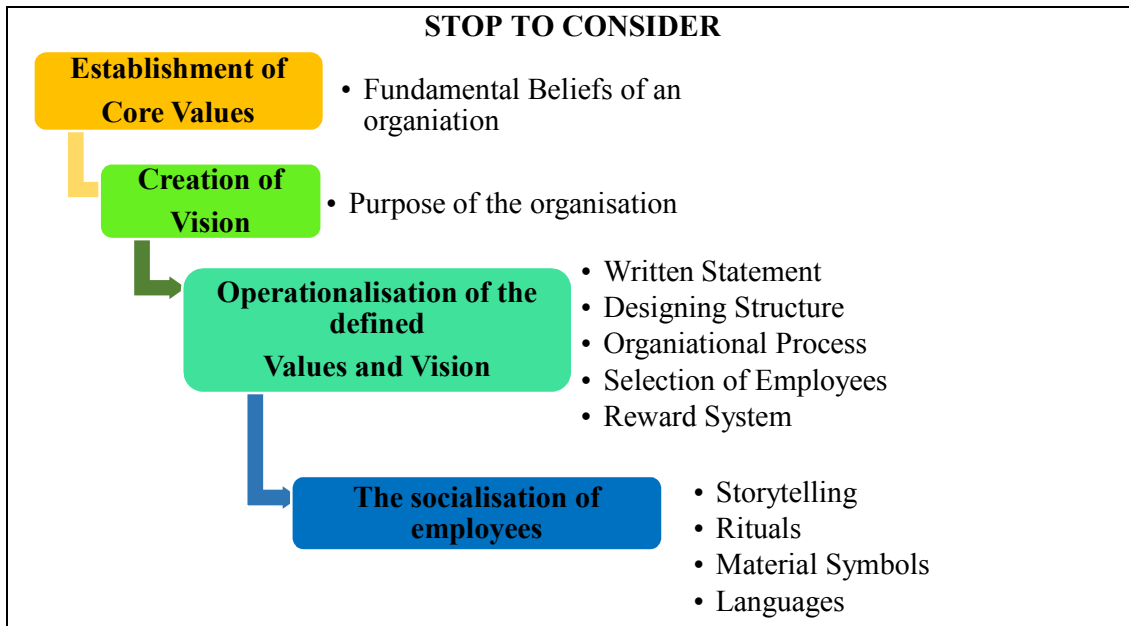 STOP TO CONSIDER
Establishment of
Core Values
• Fundamental Beliefs of an
organiation
Creation of
Vision
• Purpose of the organisation
Operationalisation of the
defined
Values and Vision
• Written Statement
• Designing Structure
• Organiational Process
• Selection of Employees
• Reward System
The socialisation of
employees
• Storytelling
• Rituals
• Material Symbols
• Languages